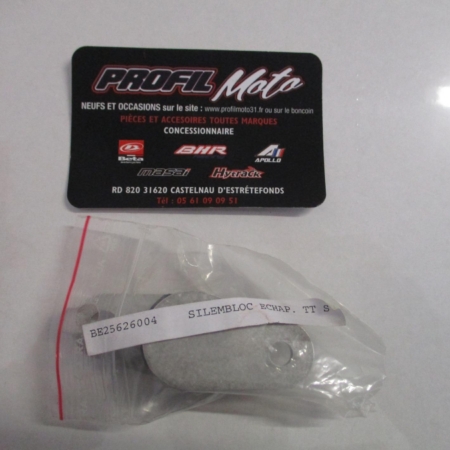 PROFIL Moto
NEUFS ET OCCASIONS sur le site : www.profilmoto31.fr ou sur le boncoin
PIÈCES ET ACCESOIRES TOUTES MARQUES
CONCESSIONNAIRE
Beta BHR APOLLO
masai Hytrack
RD 820 31620 CASTELNAU D'ESTRÉTEFONDS
Tél : 05 61 09 09 51
BE25626004 SILEMBLOC ECHAP. TT S